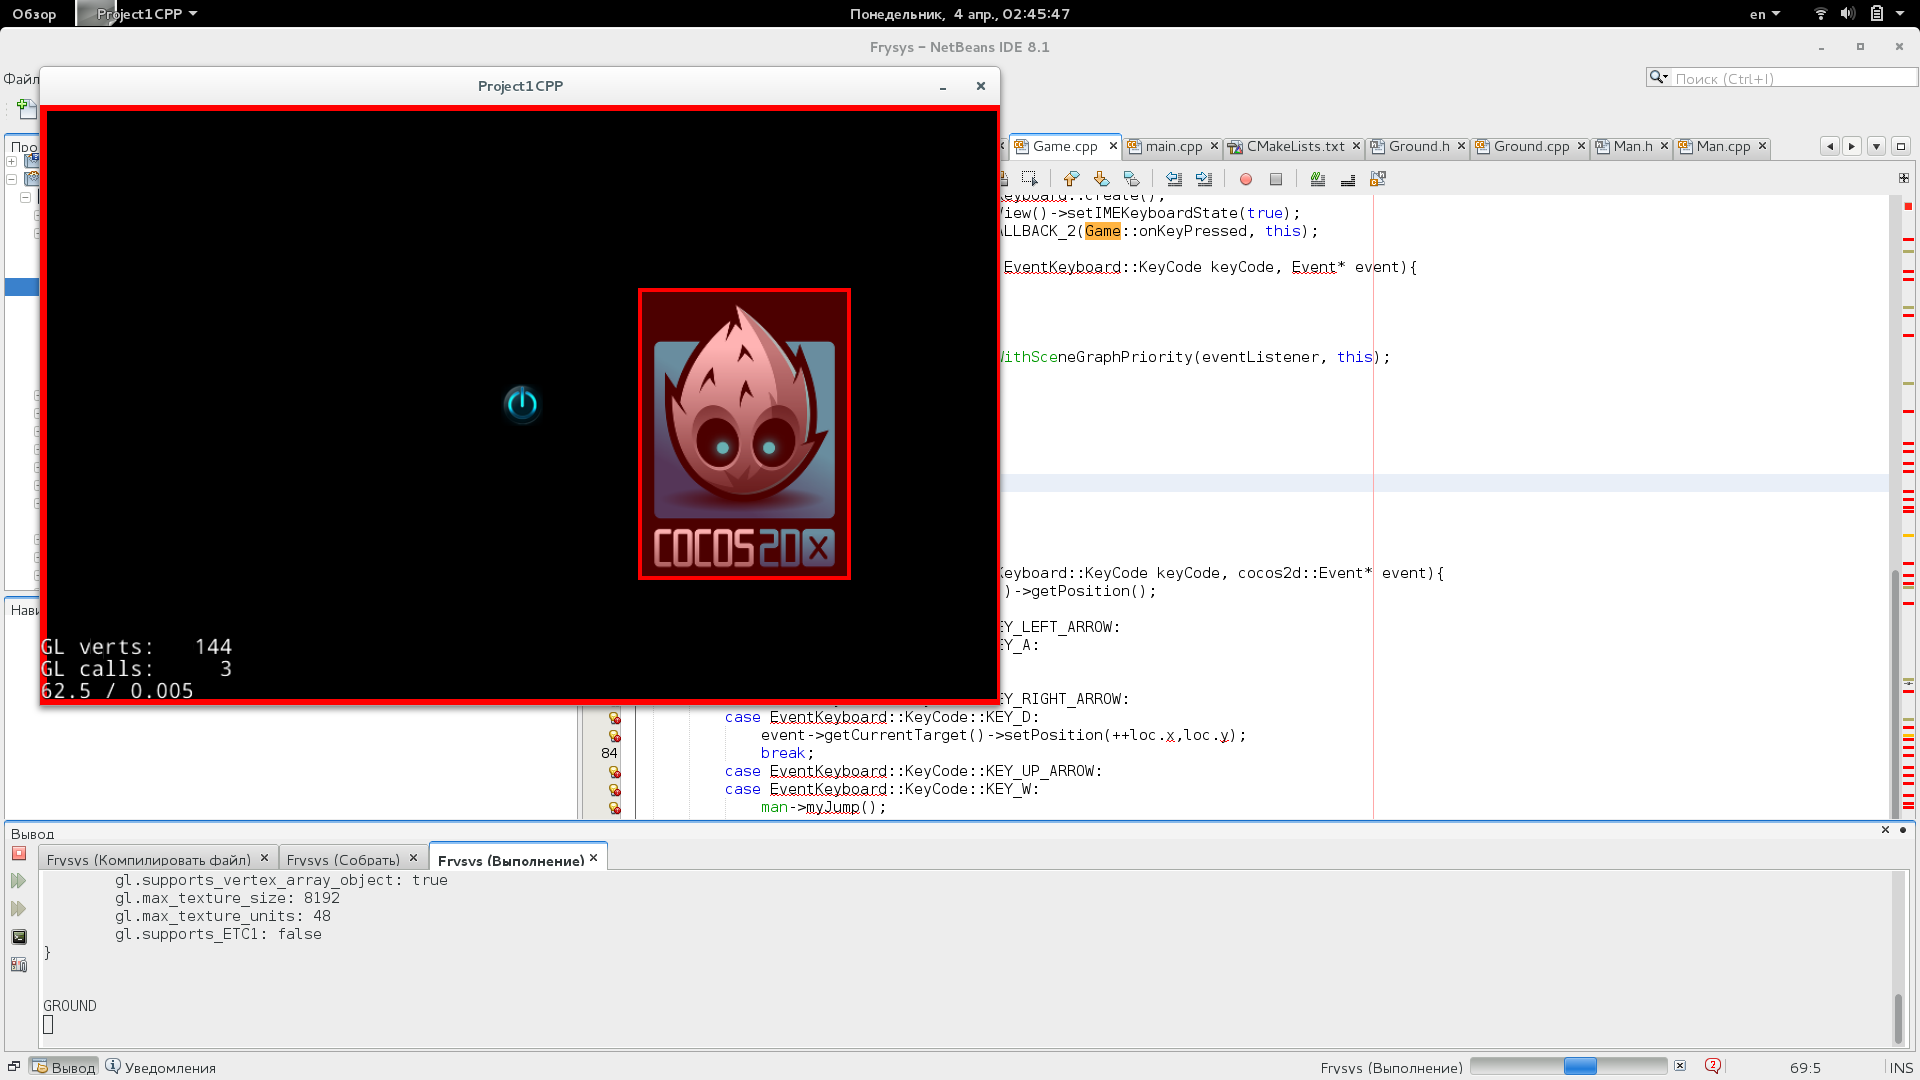 Обзор
Project1CPP
Понедельник, 4 апр., 02:45:47
en
Frysys – NetBeans IDE 8.1
Файл
Поиск (Ctrl+I)
Project1CPP
Game.cpp
main.cpp
CMakeLists.txt
Ground.h
Ground.cpp
Man.h
Man.cpp
Про
View()->setIMEKeyboardState(true);
ALLBACK_2(Game::onKeyPressed, this);
EventKeyboard::KeyCode keyCode, Event* event){
WithSceneGraphPriority(eventListener, this);
Keyboard::KeyCode keyCode, cocos2d::Event* event){
)->getPosition();
EY_LEFT_ARROW:
EY_A:
EY_RIGHT_ARROW:
case EventKeyboard::KeyCode::KEY_D:
event->getCurrentTarget()->setPosition(++loc.x,loc.y);
84 break;
case EventKeyboard::KeyCode::KEY_UP_ARROW:
case EventKeyboard::KeyCode::KEY_W:
man->myJump();
COCOS2DX
Нави
GL verts: 144
GL calls: 3
62.5 / 0.005
Вывод
Frysys (Компилировать файл)
Frysys (Собрать)
Frysys (Выполнение)
gl.supports_vertex_array_object: true
gl.max_texture_size: 8192
gl.max_texture_units: 48
gl.supports_ETC1: false
}
GROUND
Вывод
Уведомления
Frysys (Выполнение)
2
69:5
INS